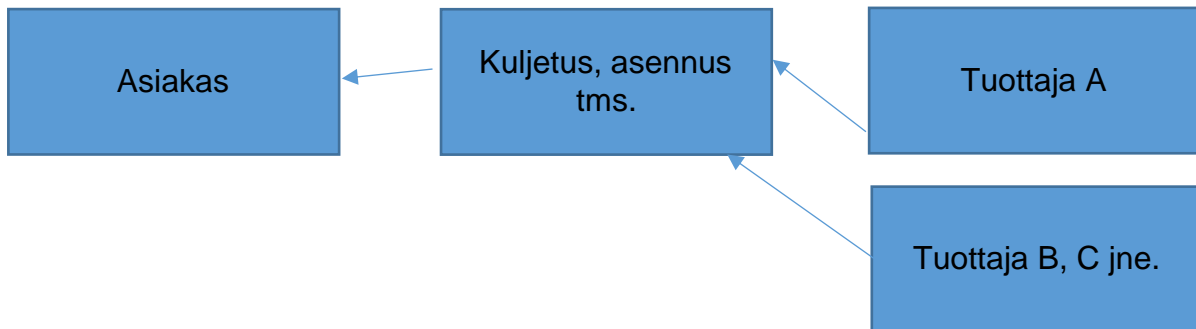 Asiakas
Kuljetus, asennus
tms.
Tuottaja A
Tuottaja B, C jne.